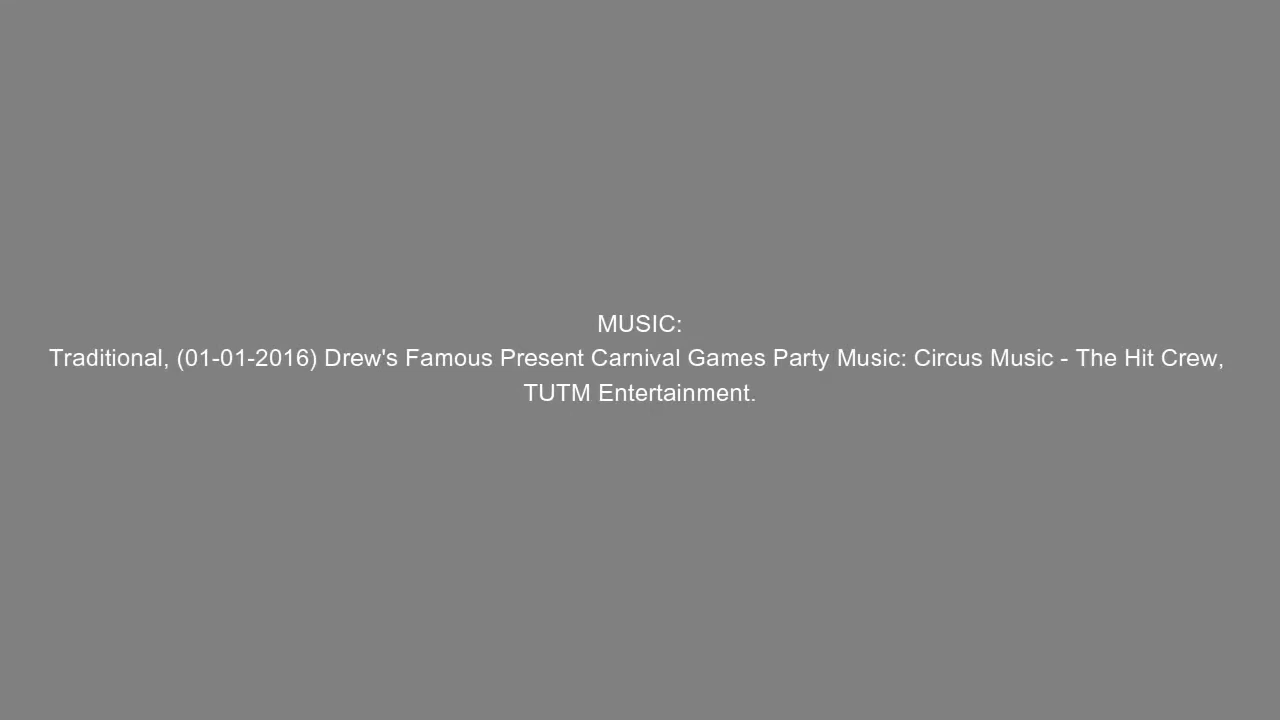 MUSIC:
Traditional, (01-01-2016) Drew's Famous Present Carnival Games Party Music: Circus Music - The Hit Crew,
TUTM Entertainment.